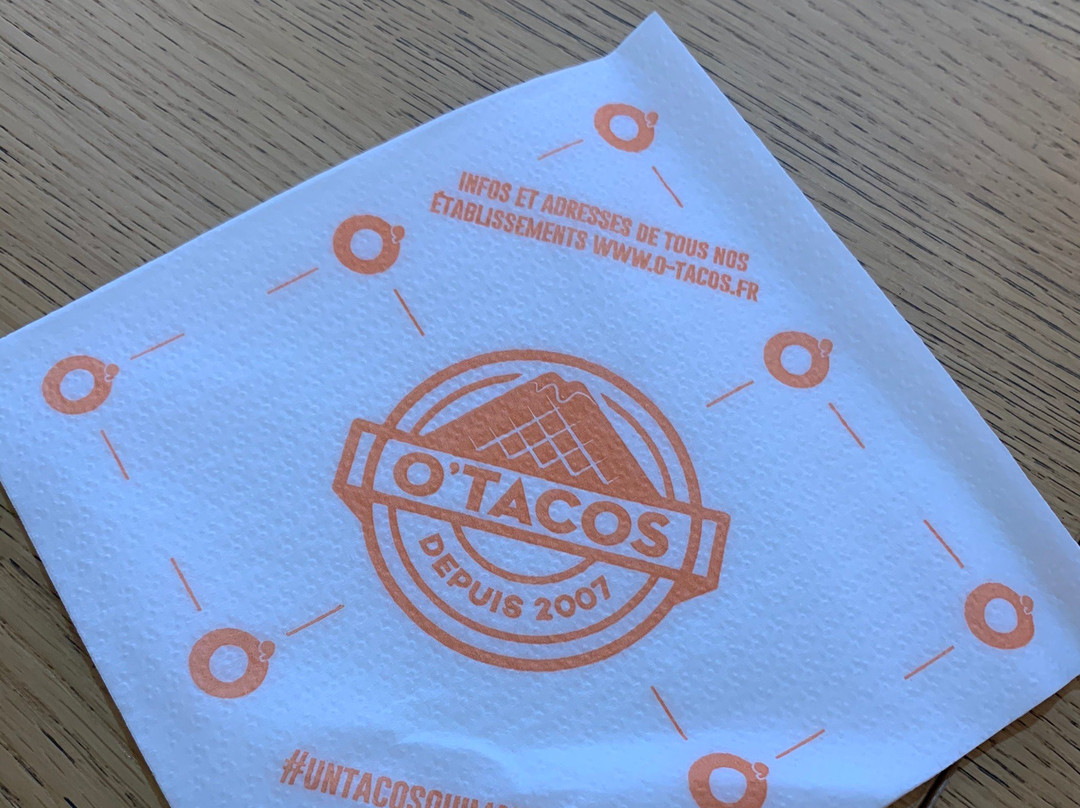 INFOS ET ADRESSES DE TOUS NOS
ÉTABLISSEMENTS WWW.O-TACOS.FR
O'TACOS
DEPUIS 2007